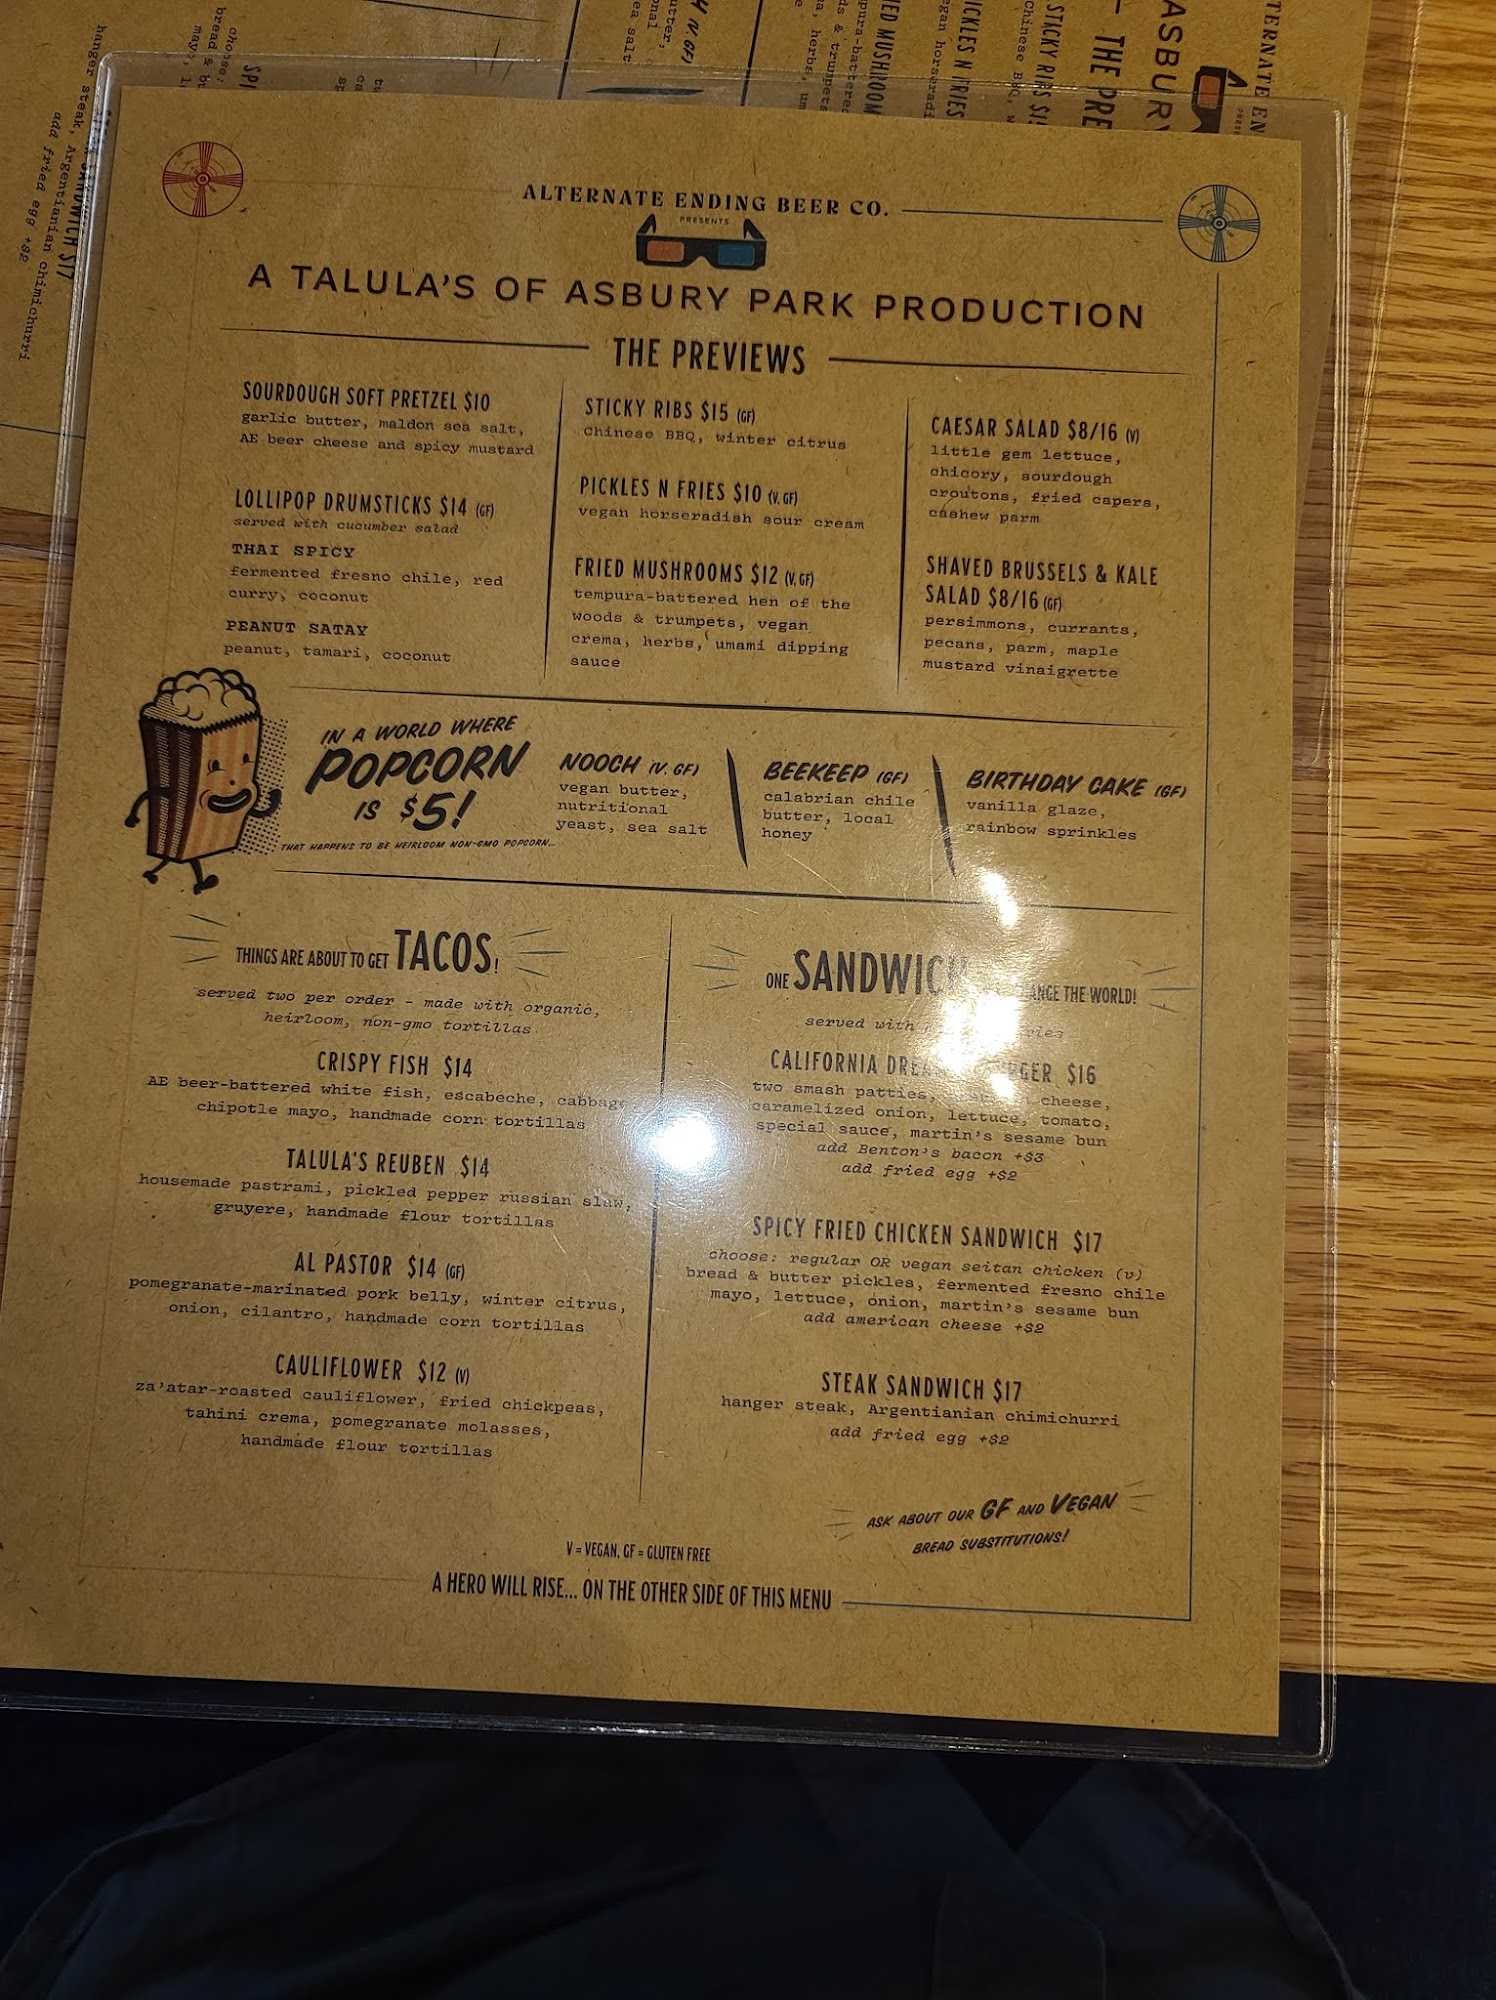 ALTERNATE ENDING BEER CO.
PRESENTS
A TALULA'S OF ASBURY PARK PRODUCTION
THE PREVIEWS
SOURDOUGH SOFT PRETZEL $10
garlic butter, maldon sea salt,
AE beer cheese and spicy mustard
LOLLIPOP DRUMSTICKS $14 (GF)
served with cucumber salad
THAI SPICY
fermented fresno chile, red
curry, coconut
PEANUT SATAY
peanut, tamari, coconut
STICKY RIBS $15 (GF)
Chinese BBQ, winter citrus
PICKLES N FRIES $10 (V, GF)
vegan horseradish sour cream
FRIED MUSHROOMS $12 (V, GF)
tempura-battered hen of the
woods & trumpets, vegan
crema, herbs, umami dipping
sauce
CAESAR SALAD $8/16 (V)
little gem lettuce,
chicory, sourdough
croutons, fried capers,
cashew parm
SHAVED BRUSSELS & KALE
SALAD $8/16 (GF)
persimmons, currants,
pecans, parm, maple
mustard vinaigrette
IN A WORLD WHERE
POPCORN
IS $5!
THAT HAPPENS TO BE HEIRLOOM NON-GMO POPCORN...
NOOCH (V. GF)
vegan butter,
nutritional
yeast, sea salt
BEEKEEP (GF)
calabrian chile
butter, local
honey
BIRTHDAY CAKE (GF)
vanilla glaze,
rainbow sprinkles
THINGS ARE ABOUT TO GET TACOS!
served two per order - made with organic,
heirloom, non-gmo tortillas
CRISPY FISH $14
AE beer-battered white fish, escabeche, cabbage
chipotle mayo, handmade corn tortillas
TALULA'S REUBEN $14
housemade pastrami, pickled pepper russian slaw,
gruyere, handmade flour tortillas
AL PASTOR $14 (GF)
pomegranate-marinated pork belly, winter citrus,
onion, cilantro, handmade corn tortillas
CAULIFLOWER $12 (V)
za'atar-roasted cauliflower, fried chickpeas,
tahini crema, pomegranate molasses,
handmade flour tortillas
ONE SANDWICH THE WORLD!
served with
CALIFORNIA $16
two smash patties, cheese,
caramelized onion, lettuce, tomato,
special sauce, martin's sesame bun
add Benton's bacon +$3
add fried egg +$2
SPICY FRIED CHICKEN SANDWICH $17
choose: regular OR vegan seitan chicken (v)
bread & butter pickles, fermented fresno chile
mayo, lettuce, onion, martin's sesame bun
add american cheese +$2
STEAK SANDWICH $17
hanger steak, Argentianian chimichurri
add fried egg +$2
ASK ABOUT OUR GF AND VEGAN
BREAD SUBSTITUTIONS!
V = VEGAN, GF = GLUTEN FREE
A HERO WILL RISE... ON THE OTHER SIDE OF THIS MENU